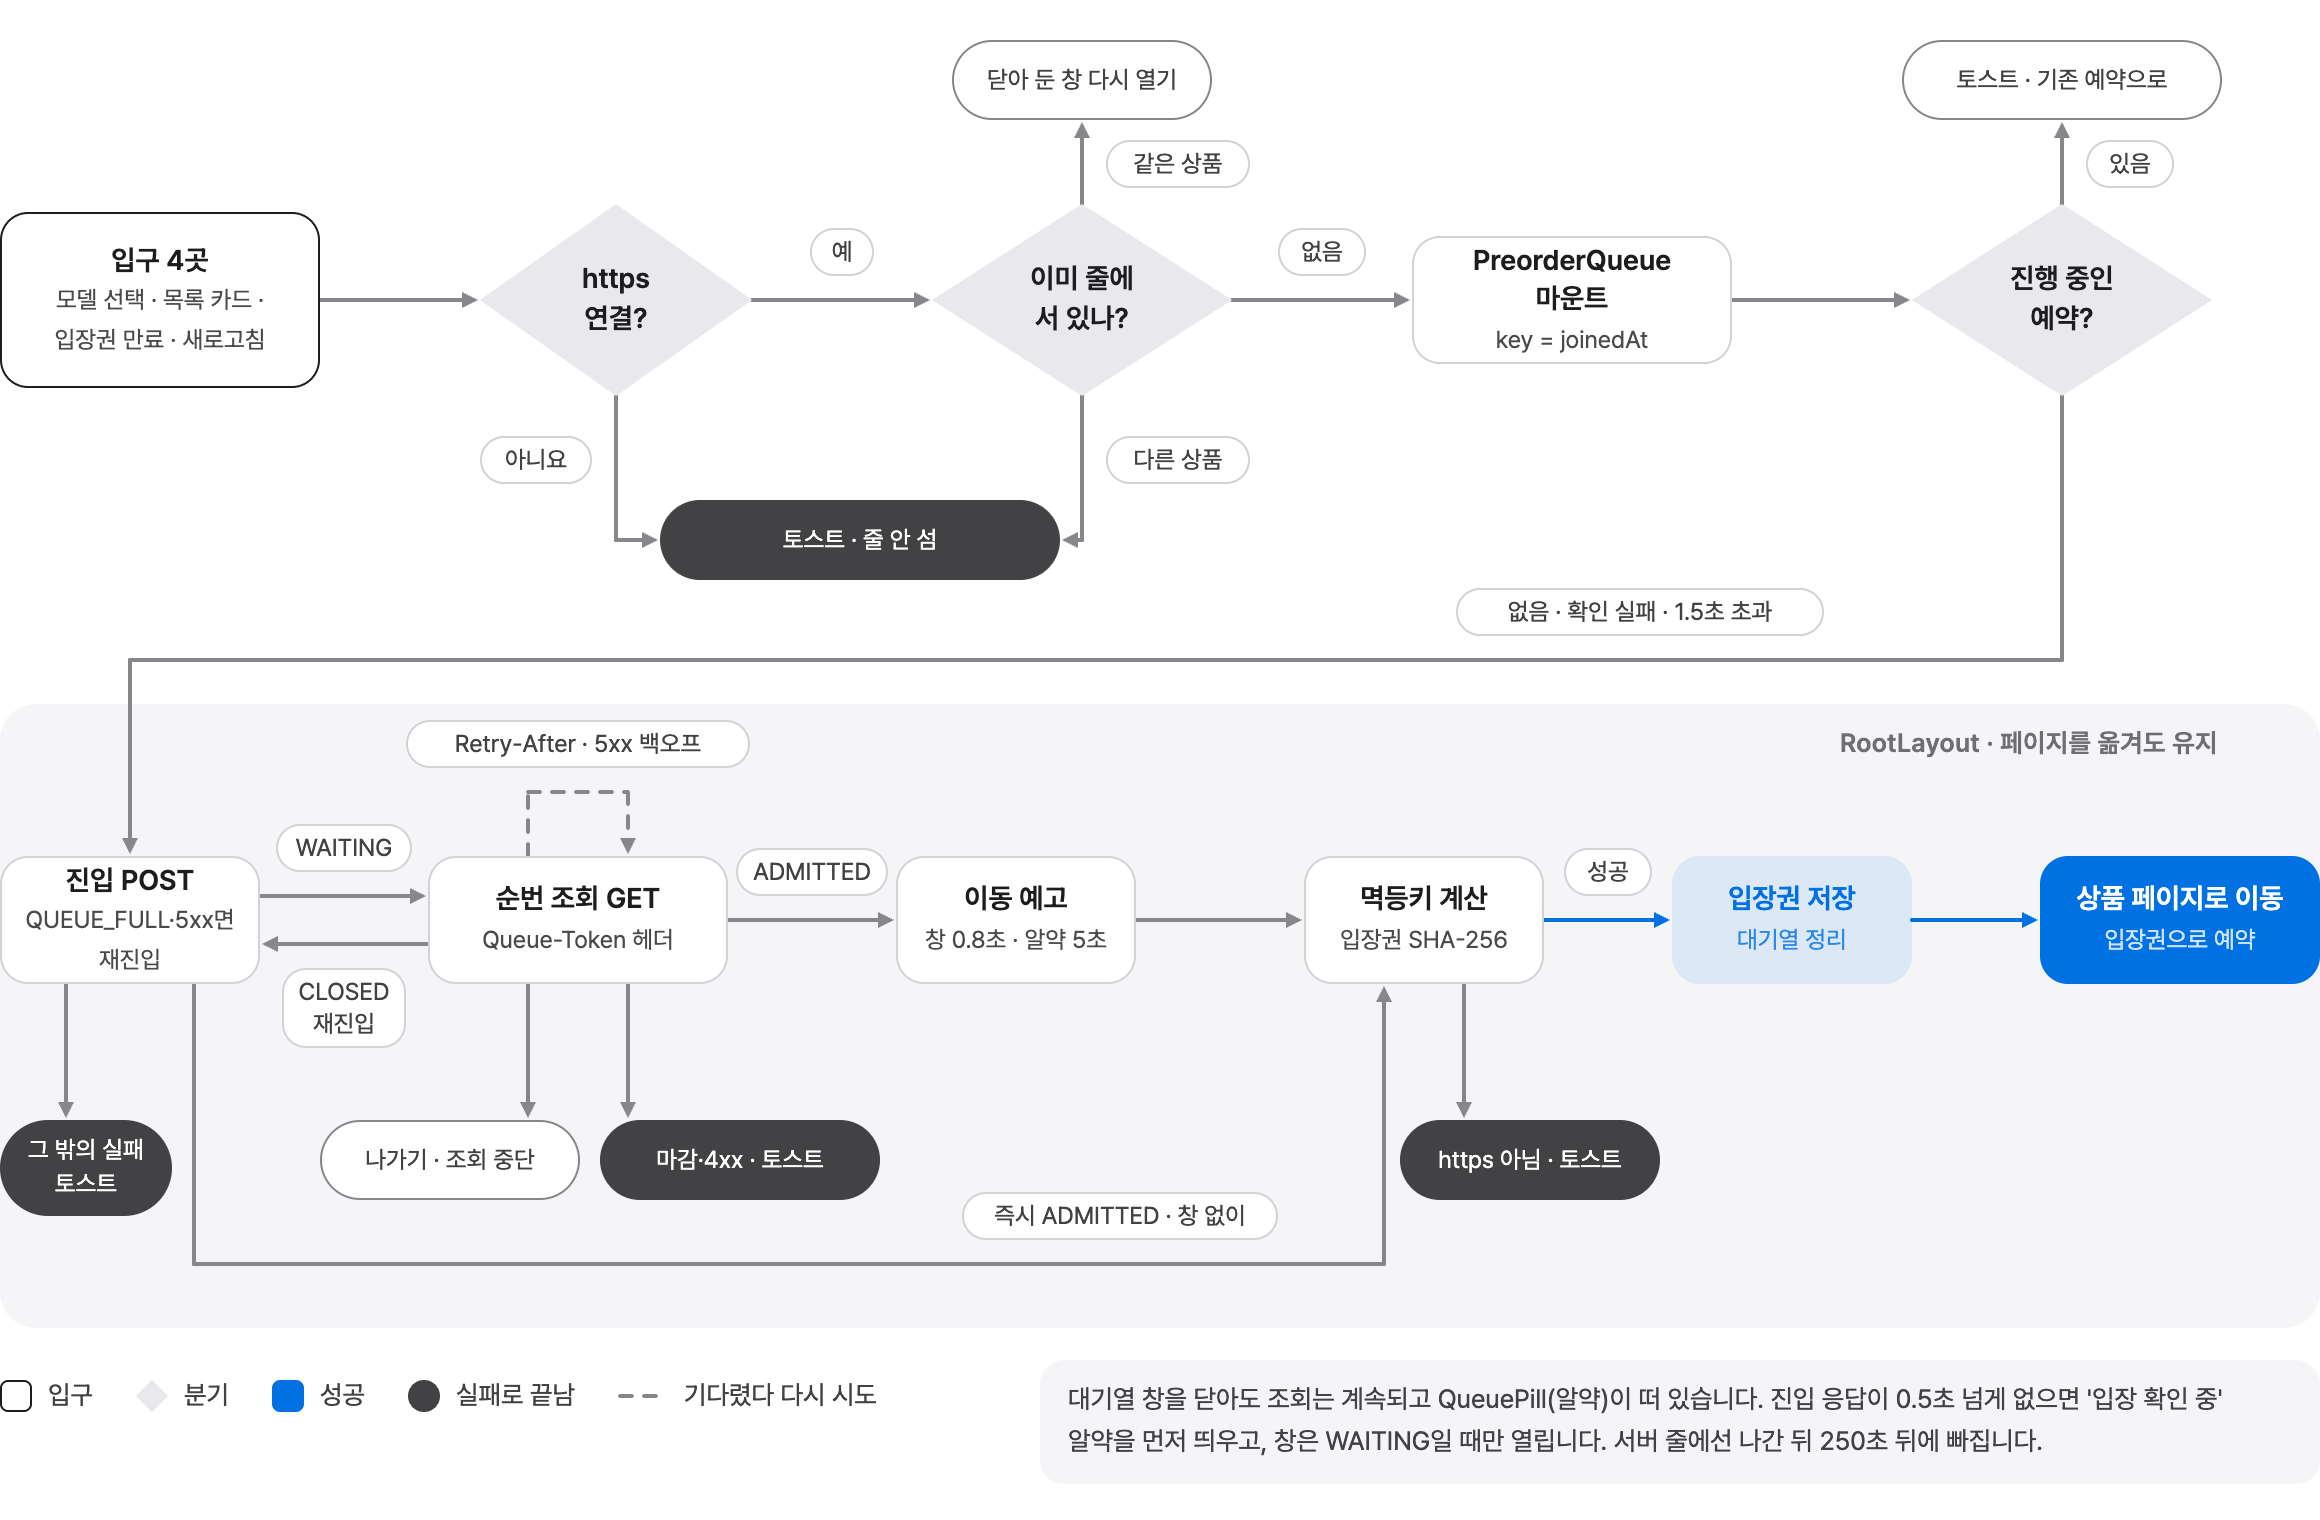 닫아 둔 창 다시 열기
토스트 · 기존 예약으로
같은 상품
있음
입구 4곳
모델 선택 · 목록 카드 ·
입장권 만료 · 새로고침
https
연결?
예
이미 줄에
서 있나?
없음
PreorderQueue
마운트
key = joinedAt
진행 중인
예약?
아니요
다른 상품
토스트 · 줄 안 섬
없음 · 확인 실패 · 1.5초 초과
RootLayout · 페이지를 옮겨도 유지
Retry-After · 5xx 백오프
WAITING
ADMITTED
성공
진입 POST
QUEUE_FULL·5xx면
재진입
순번 조회 GET
Queue-Token 헤더
이동 예고
창 0.8초 · 알약 5초
멱등키 계산
입장권 SHA-256
입장권 저장
대기열 정리
상품 페이지로 이동
입장권으로 예약
CLOSED
재진입
그 밖의 실패
토스트
나가기 · 조회 중단
마감·4xx · 토스트
https 아님 · 토스트
즉시 ADMITTED · 창 없이
입구
분기
성공
실패로 끝남
기다렸다 다시 시도
대기열 창을 닫아도 조회는 계속되고 QueuePill(알약)이 떠 있습니다. 진입 응답이 0.5초 넘게 없으면 '입장 확인 중'
알약을 먼저 띄우고, 창은 WAITING일 때만 열립니다. 서버 줄에선 나간 뒤 250초 뒤에 빠집니다.